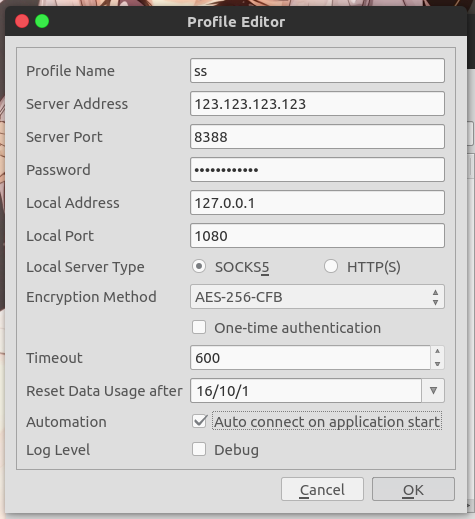 Profile Editor
Profile Name ss
Server Address 123.123.123.123
Server Port 8388
Password ••••••••••••
Local Address 127.0.0.1
Local Port 1080
Local Server Type SOCKS5 HTTP(S)
Encryption Method AES-256-CFB
One-time authentication
Timeout 600
Reset Data Usage after 16/10/1
Automation Auto connect on application start
Log Level Debug
Cancel OK